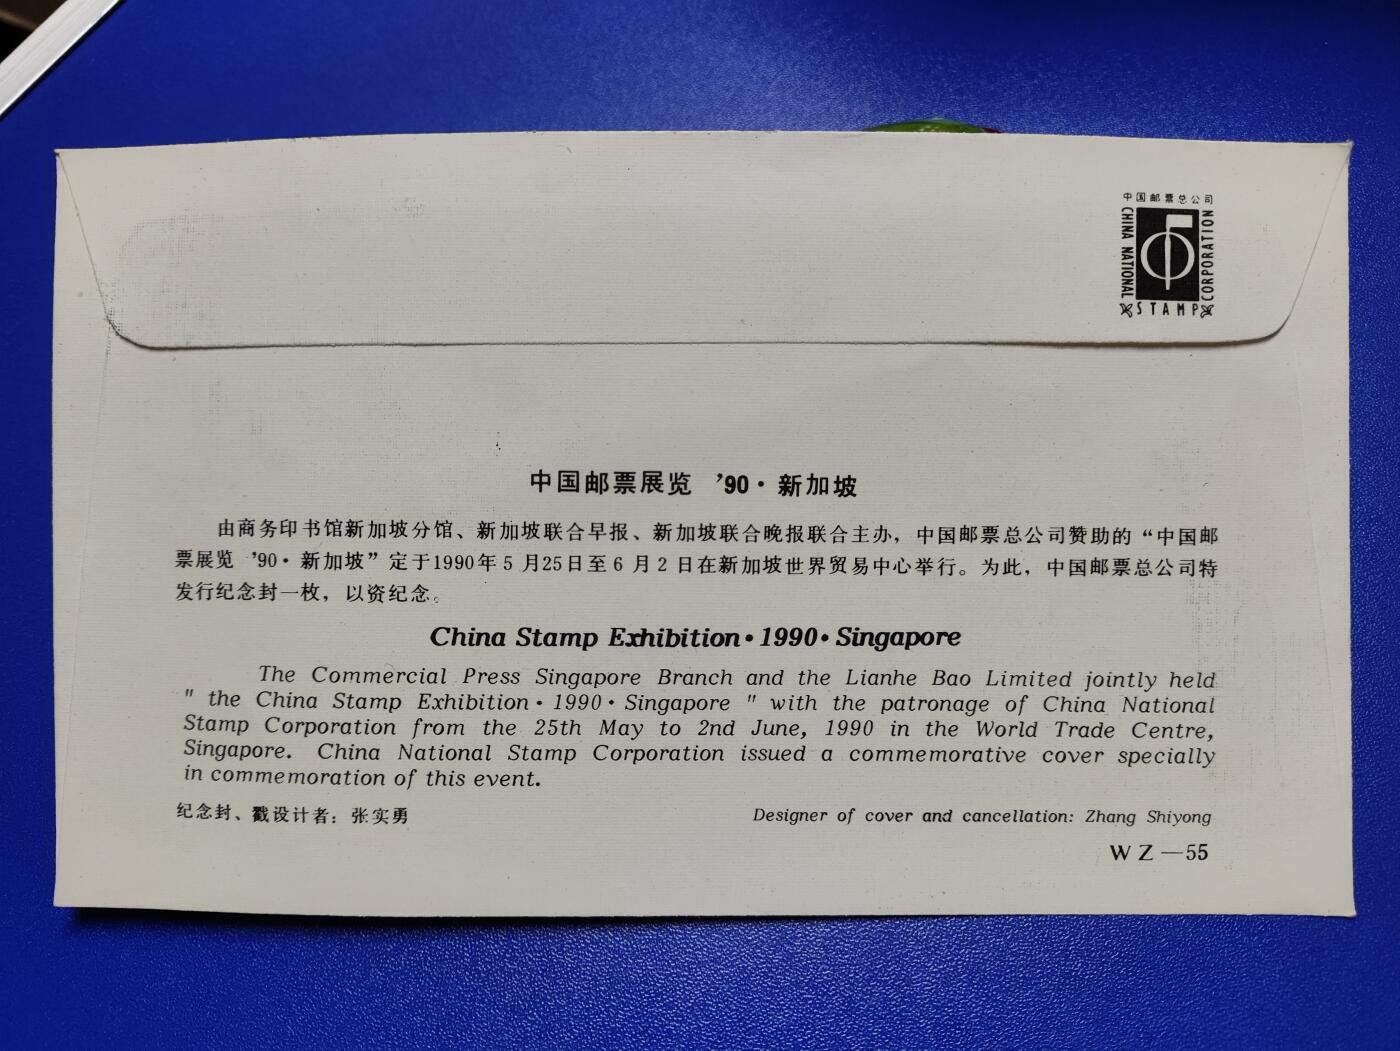 中国邮票总公司
CHINA NATIONAL
STAMP
CORPORATION
中国邮票展览 ’90·新加坡
由商务印书馆新加坡分馆、新加坡联合早报、新加坡联合晚报联合主办，中国邮票总公司赞助的“中国邮
票展览 ’90·新加坡”定于1990年5月25日至6月2日在新加坡世界贸易中心举行。为此，中国邮票总公司特
发行纪念封一枚，以资纪念。
China Stamp Exhibition·1990·Singapore
The Commercial Press Singapore Branch and the Lianhe Bao Limited jointly held
" the China Stamp Exhibition·1990·Singapore " with the patronage of China National
Stamp Corporation from the 25th May to 2nd June, 1990 in the World Trade Centre,
Singapore. China National Stamp Corporation issued a commemorative cover specially
in commemoration of this event.
纪念封、戳设计者：张实勇
Designer of cover and cancellation: Zhang Shiyong
WZ—55